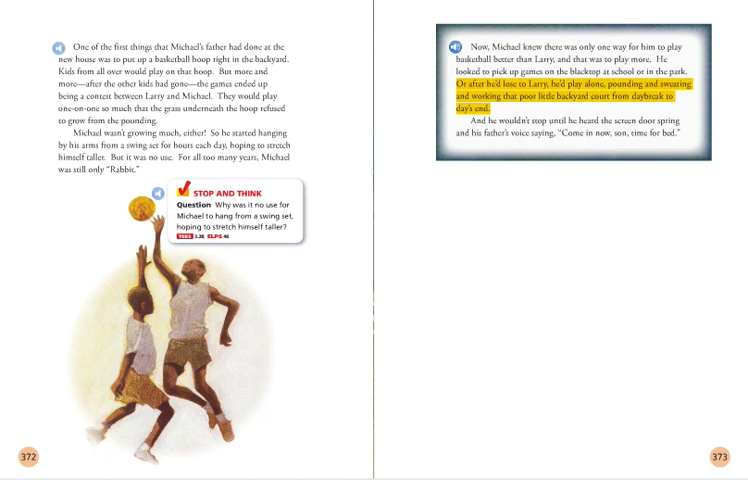 One of the first things that Michael's father had done at the
new house was to put up a basketball hoop right in the backyard.
Kids from all over would play on that hoop. But more and
more—after the other kids had gone—the games ended up
being a contest between Larry and Michael. They would play
one-on-one so much that the grass underneath the hoop refused
to grow from the pounding.
Michael wasn't growing much, either! So he started hanging
by his arms from a swing set for hours each day, hoping to stretch
himself taller. But it was no use. For all too many years, Michael
was still only “Rabbit.”
STOP AND THINK
Question Why was it no use for
Michael to hang from a swing set,
hoping to stretch himself taller?
TEKS ELPS
372
Now, Michael knew there was only one way for him to play
basketball better than Larry, and that was to play more. He
looked to pick up games on the blacktop at school or in the park.
Or after he'd lose to Larry, he'd play alone, pounding and sweating
and working that poor little backyard court from daybreak to
day's end.
And he wouldn't stop until he heard the screen door spring
and his father's voice saying, “Come in now, son, time for bed.”
373